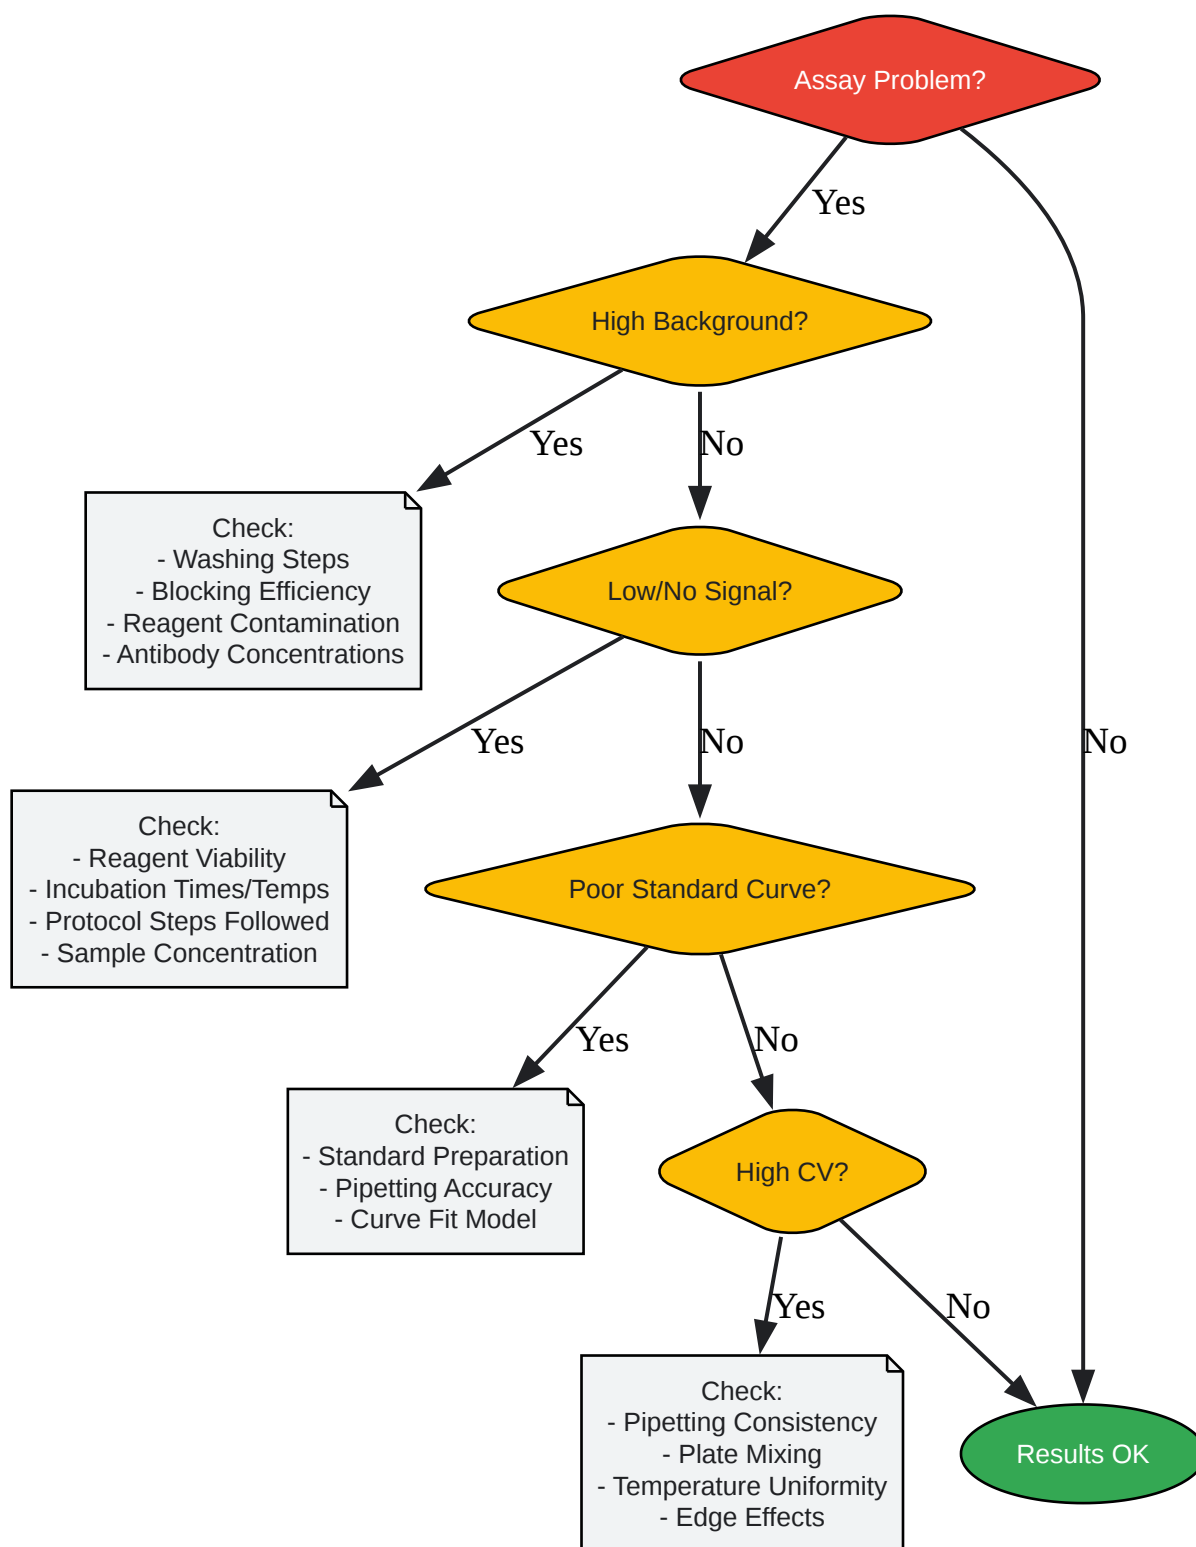 Assay Problem?
Yes
High Background?
Yes
No
Check:
- Washing Steps
- Blocking Efficiency
- Reagent Contamination
- Antibody Concentrations
Low/No Signal?
Yes
No
No
Check:
- Reagent Viability
- Incubation Times/Temps
- Protocol Steps Followed
- Sample Concentration
Poor Standard Curve?
Yes
No
Check:
- Standard Preparation
- Pipetting Accuracy
- Curve Fit Model
High CV?
Yes
No
Check:
- Pipetting Consistency
- Plate Mixing
- Temperature Uniformity
- Edge Effects
Results OK